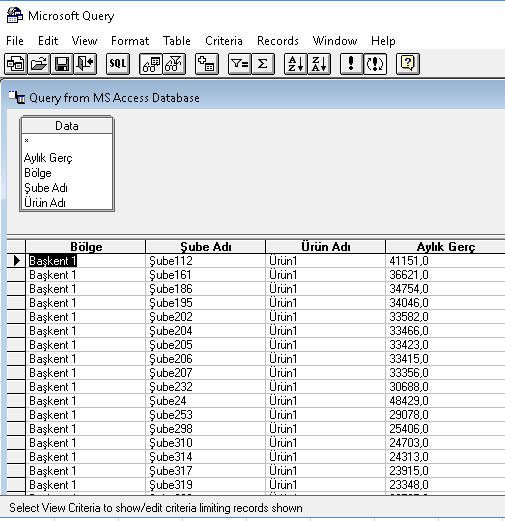 Microsoft Query
File Edit View Format Table Criteria Records Window Help
SQL
Query from MS Access Database
Data
*
Aylık Gerç
Bölge
Şube Adı
Ürün Adı
Bölge Şube Adı Ürün Adı Aylık Gerç
Başkent 1 Şube112 Ürün1 41151,0
Başkent 1 Şube161 Ürün1 36621,0
Başkent 1 Şube186 Ürün1 34754,0
Başkent 1 Şube195 Ürün1 34046,0
Başkent 1 Şube202 Ürün1 33582,0
Başkent 1 Şube204 Ürün1 33466,0
Başkent 1 Şube205 Ürün1 33423,0
Başkent 1 Şube206 Ürün1 33415,0
Başkent 1 Şube207 Ürün1 33356,0
Başkent 1 Şube232 Ürün1 30688,0
Başkent 1 Şube24 Ürün1 48429,0
Başkent 1 Şube253 Ürün1 29078,0
Başkent 1 Şube298 Ürün1 25406,0
Başkent 1 Şube310 Ürün1 24703,0
Başkent 1 Şube314 Ürün1 24313,0
Başkent 1 Şube317 Ürün1 23915,0
Başkent 1 Şube319 Ürün1 23348,0
Select View Criteria to show/edit criteria limiting records shown